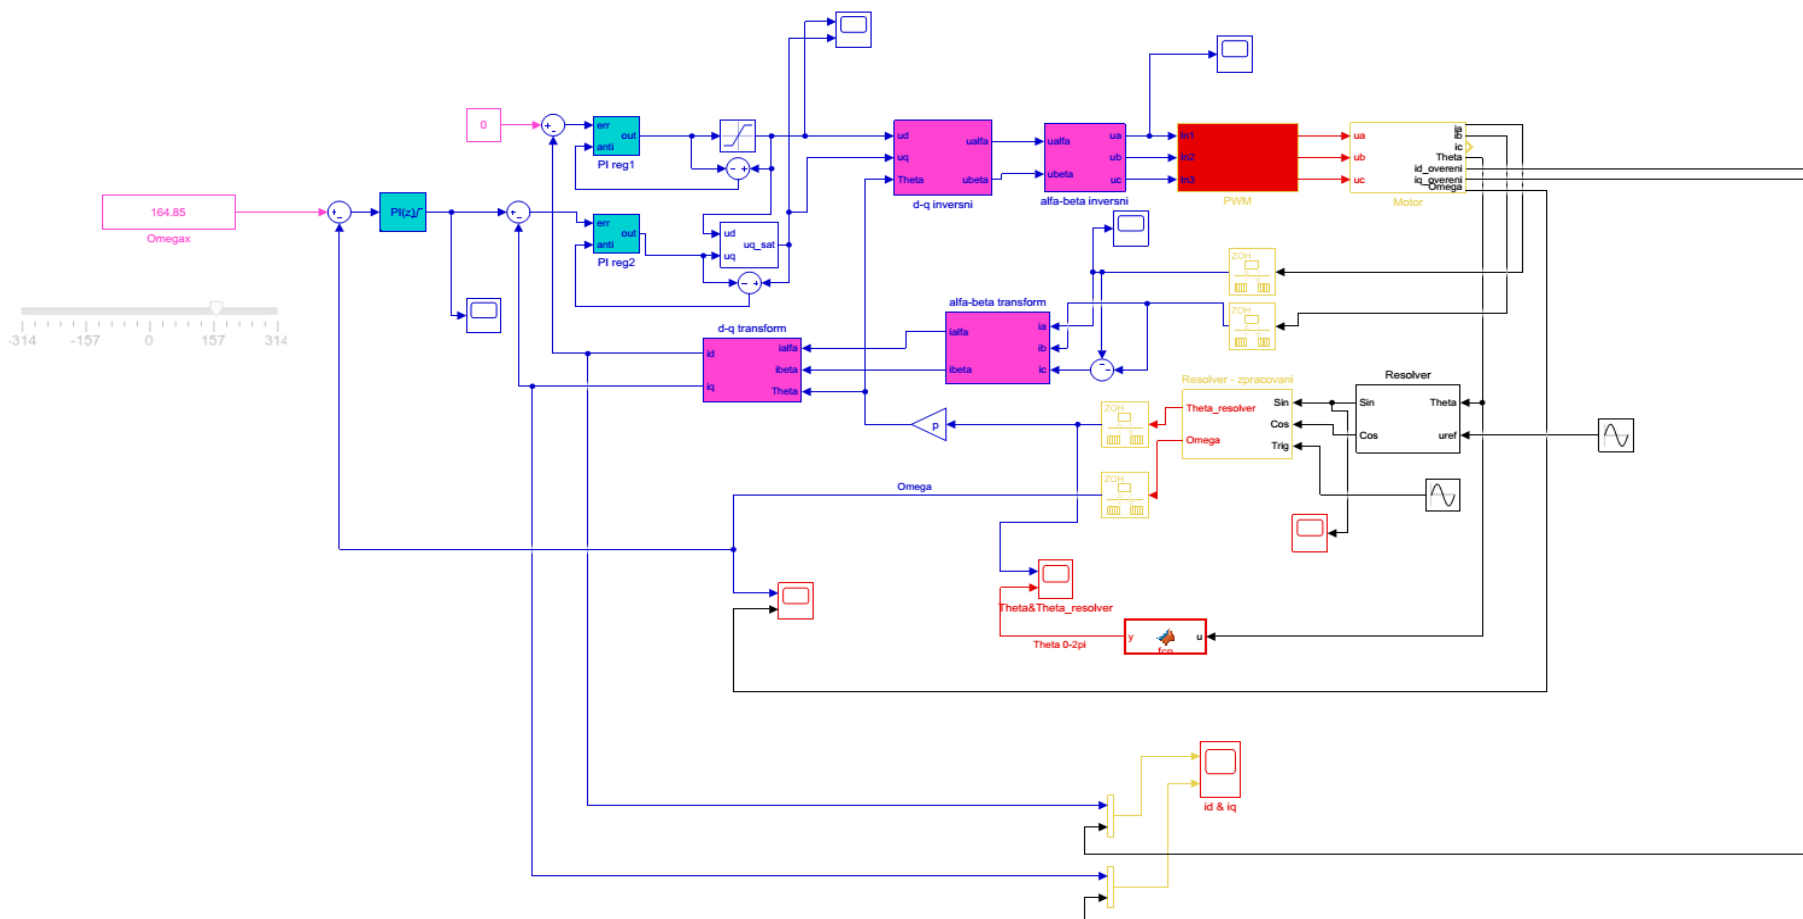 0
err
anti
out
PI reg1
ud
uq
Theta
ualfa
ubeta
d-q inversni
ualfa
ubeta
ua
ub
uc
alfa-beta inversni
In1
In2
In3
PWM
ua
ub
uc
ia
ib
ic
Theta
id_overeni
iq_overeni
Omega
Motor
164.85
Omegax
PI(z)
err
anti
out
PI reg2
ud
uq
uq_sat
ZOH
ZOH
-314 -157 0 157 314
d-q transform
id
iq
ialfa
ibeta
Theta
alfa-beta transform
ialfa
ibeta
ia
ib
ic
p
ZOH
Resolver - zpracovani
Theta_resolver
Omega
Sin
Cos
Trig
Resolver
Sin
Cos
Theta
uref
Omega
ZOH
Theta&Theta_resolver
Theta 0-2pi
y
u
fcn
id & iq